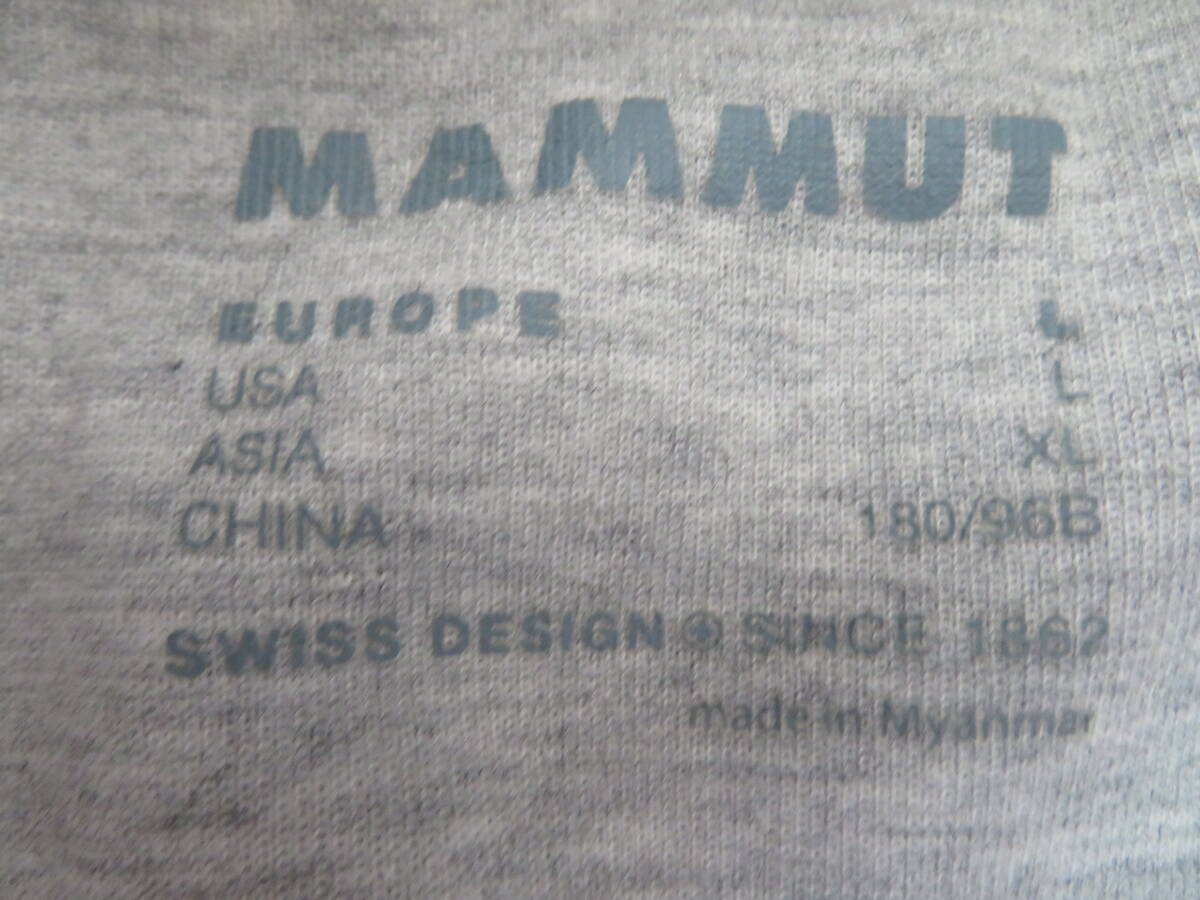 MAMMUT
EUROPE L
USA L
ASIA XL
CHINA 180/96B
SWISS DESIGN SINCE 1862
made in Myanmar